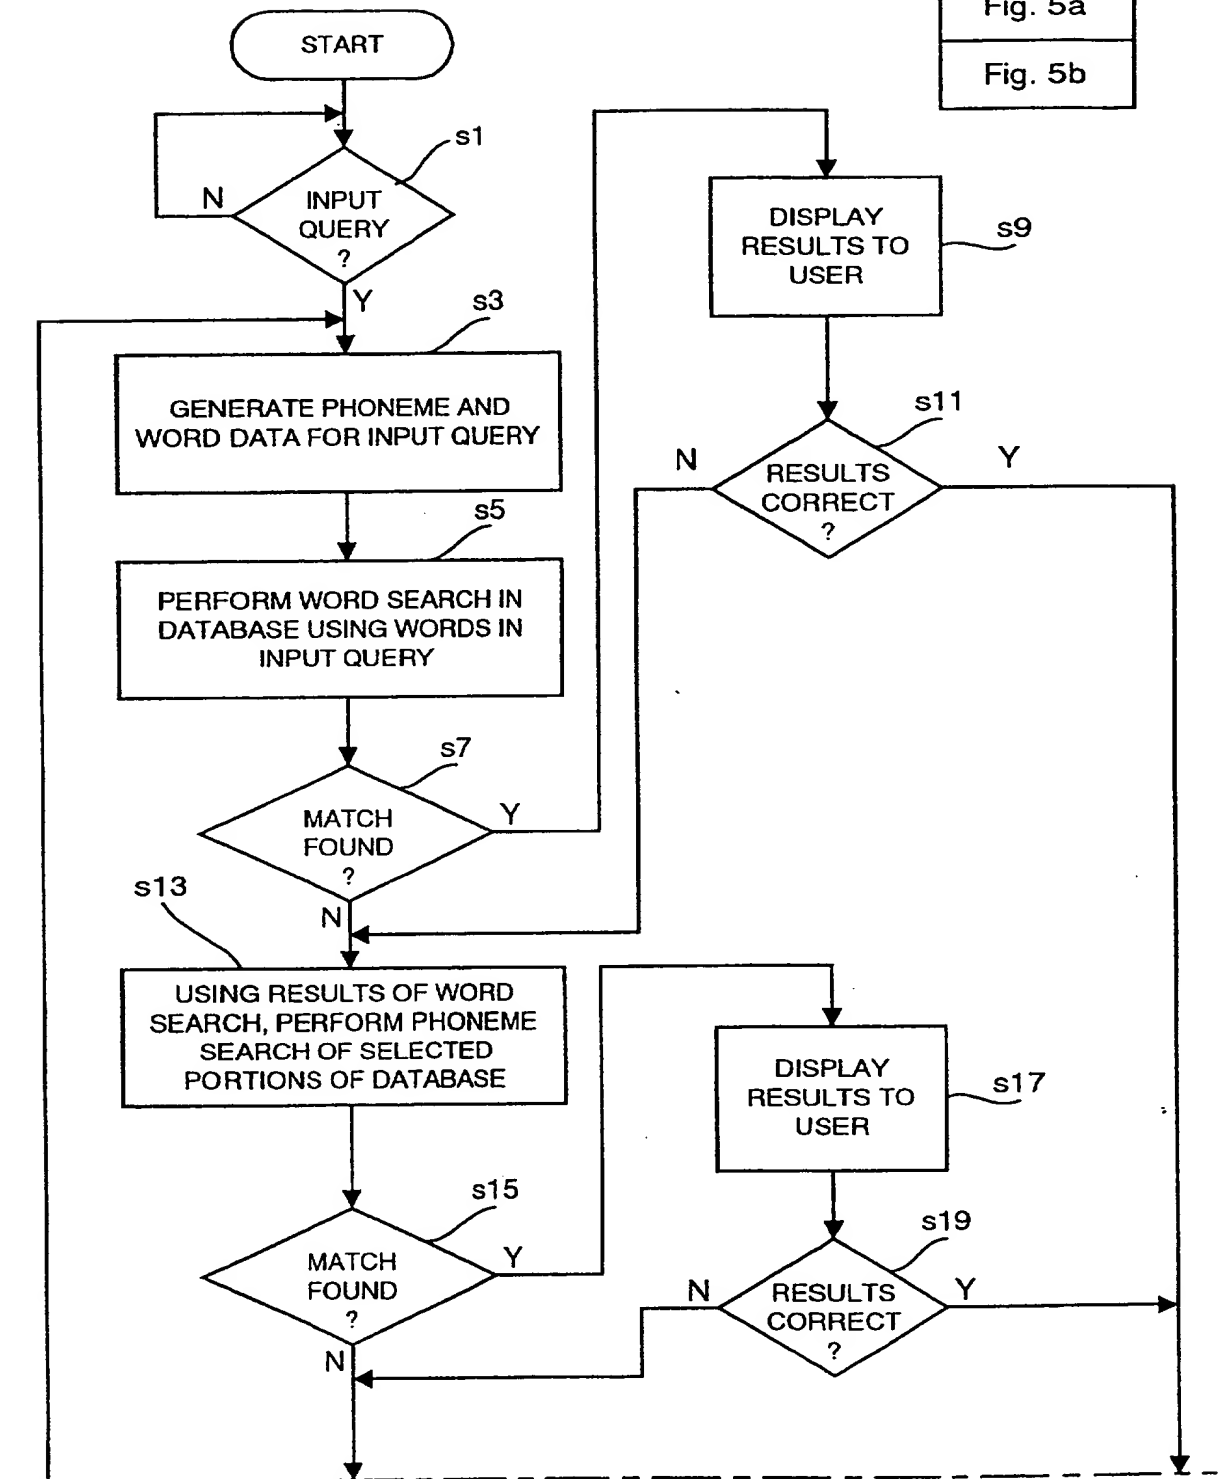 Fig. 5a
Fig. 5b
START
s1
N
INPUT
QUERY
?
Y
s3
GENERATE PHONEME AND
WORD DATA FOR INPUT QUERY
s5
PERFORM WORD SEARCH IN
DATABASE USING WORDS IN
INPUT QUERY
s7
MATCH
FOUND
?
Y
N
DISPLAY
RESULTS TO
USER
s9
s11
N
RESULTS
CORRECT
?
Y
s13
USING RESULTS OF WORD
SEARCH, PERFORM PHONEME
SEARCH OF SELECTED
PORTIONS OF DATABASE
s15
MATCH
FOUND
?
Y
N
DISPLAY
RESULTS TO
USER
s17
s19
N
RESULTS
CORRECT
?
Y